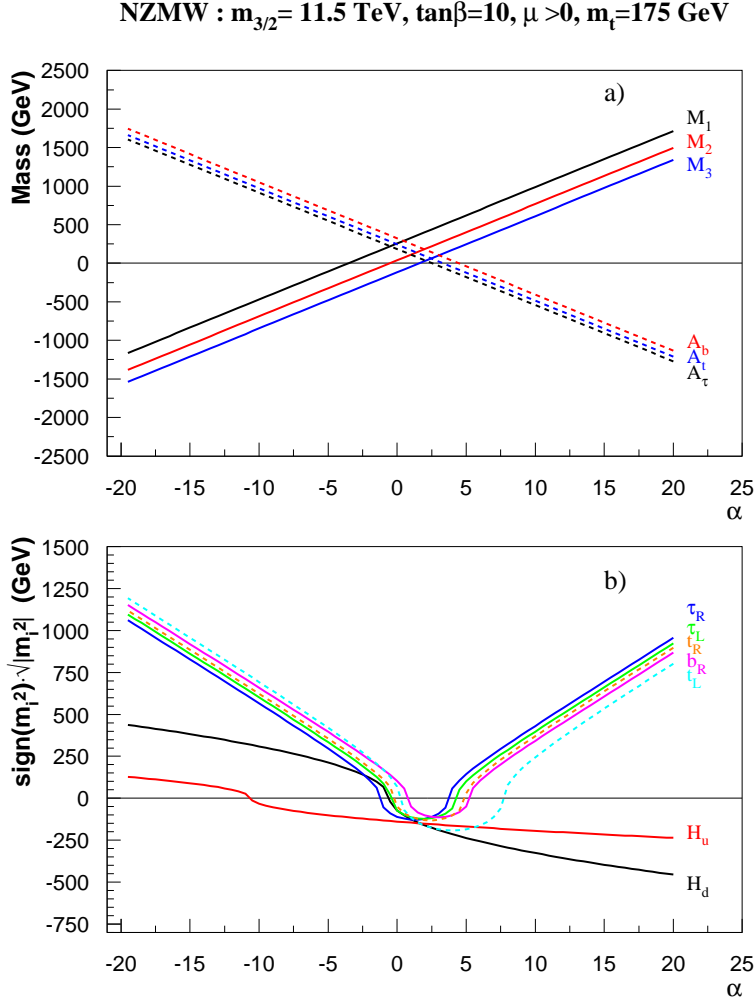 NZMW : m3/2= 11.5 TeV, tanβ=10, μ >0, mt=175 GeV
Mass (GeV)
a)
2500
2000
1500
1000
500
0
-500
-1000
-1500
-2000
-2500
M1
M2
M3
Ab
At
Aτ
-20 -15 -10 -5 0 5 10 15 20 25
α
sign(mi2)·√|mi2| (GeV)
b)
1500
1250
1000
750
500
250
0
-250
-500
-750
τR
τL
tR
bR
tL
Hu
Hd
-20 -15 -10 -5 0 5 10 15 20 25
α